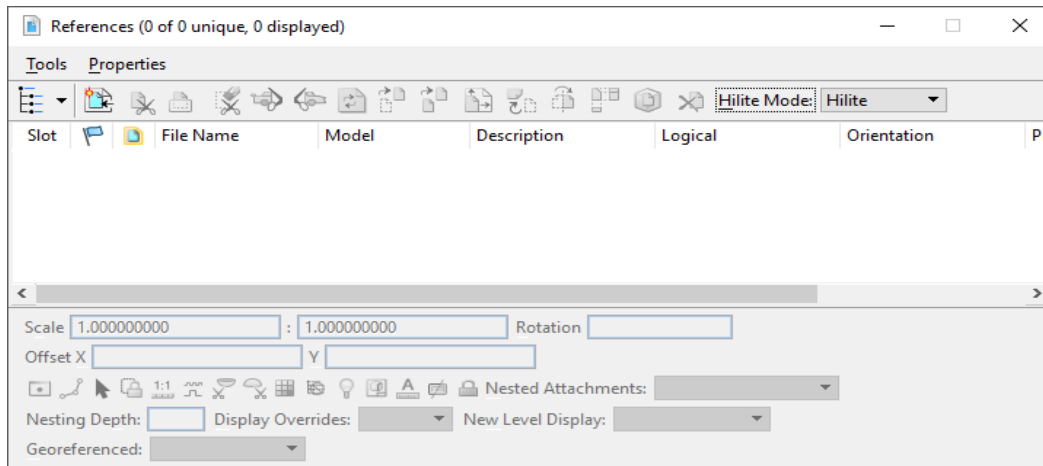 References (0 of 0 unique, 0 displayed)
Tools Properties
Hilite Mode: Hilite
Slot File Name Model Description Logical Orientation P
Scale 1.000000000 : 1.000000000 Rotation
Offset X Y
1:1 A Nested Attachments:
Nesting Depth: Display Overrides: New Level Display:
Georeferenced: